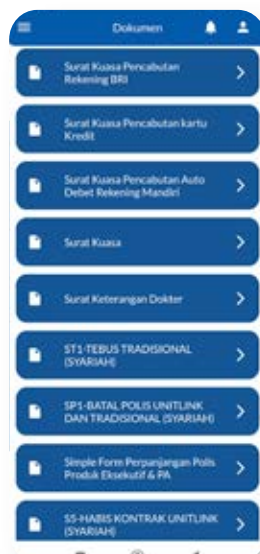 Dokumen
Surat Kuasa Pencabutan
Rekening BRI
Surat Kuasa Pencabutan kartu
Kredit
Surat Kuasa Pencabutan Auto
Debet Rekening Mandiri
Surat Kuasa
Surat Keterangan Dokter
ST1-TEBUS TRADISIONAL
(SYARIAH)
SP1-BATAL POLIS UNITLINK
DAN TRADISIONAL (SYARIAH)
Simple Form Perpanjangan Polis
Produk Eksekutif & PA
S5-HABIS KONTRAK UNITLINK
(SYARIAH)